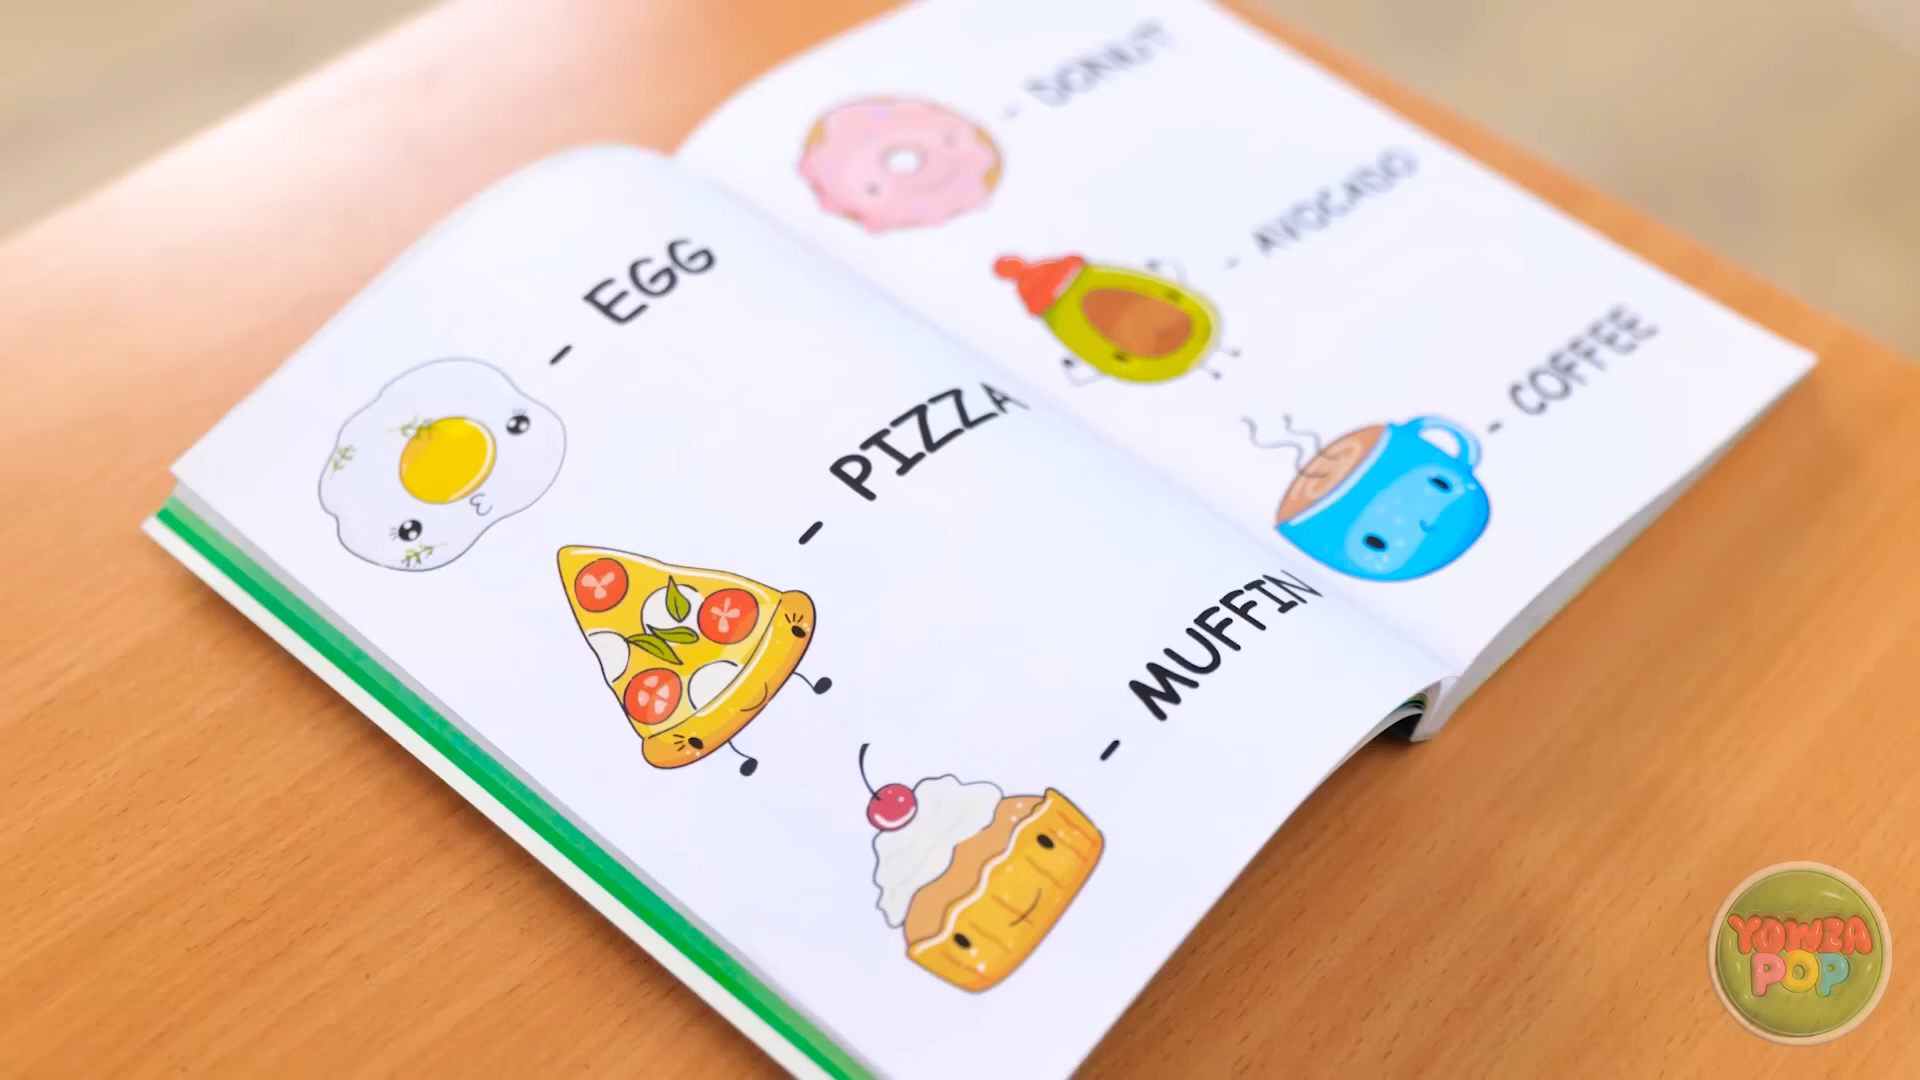 - EGG
- PIZZA
- MUFFIN
- DONUT
- AVOCADO
- COFFEE
YOWZA
POP